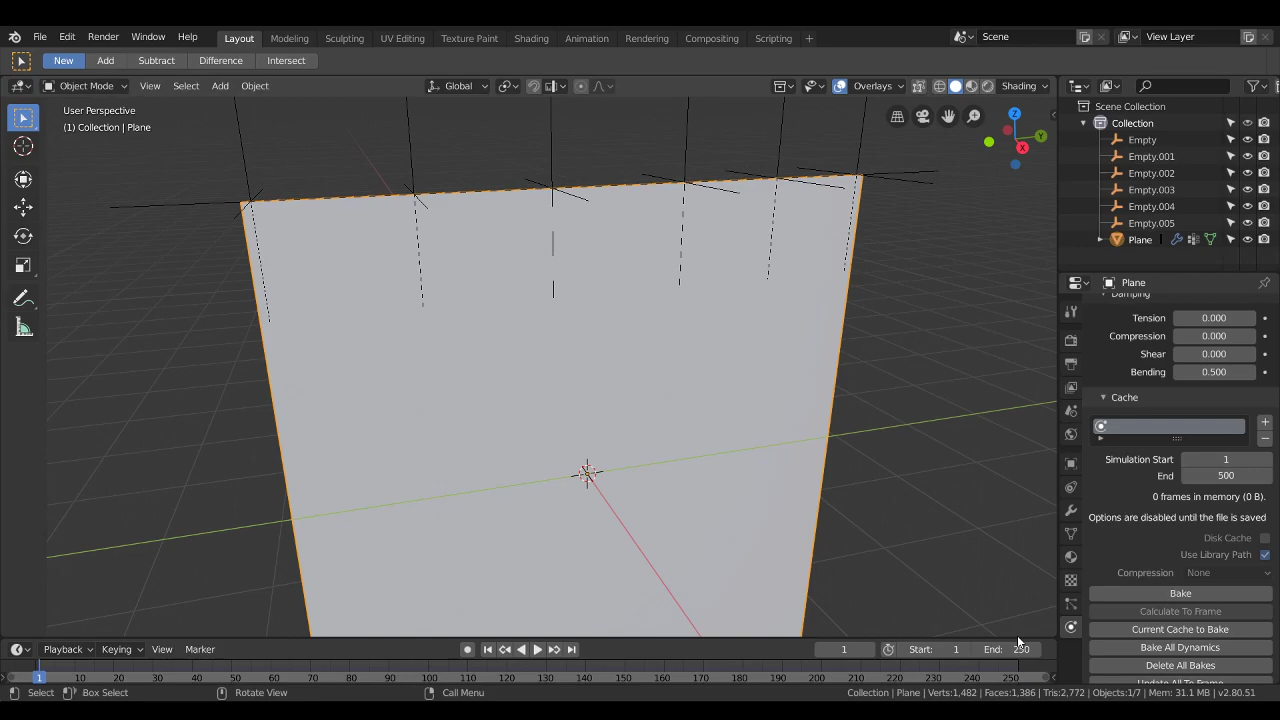 File Edit Render Window Help Layout Modeling Sculpting UV Editing Texture Paint Shading Animation Rendering Compositing Scripting + Scene View Layer
New Add Subtract Difference Intersect
Object Mode View Select Add Object Global Overlays Shading
User Perspective
(1) Collection | Plane
Z
Y
X
Scene Collection
Collection
Empty
Empty.001
Empty.002
Empty.003
Empty.004
Empty.005
Plane
Plane
Damping
Tension 0.000
Compression 0.000
Shear 0.000
Bending 0.500
Cache
Simulation Start 1
End 500
0 frames in memory (0 B).
Options are disabled until the file is saved
Disk Cache
Use Library Path
Compression None
Bake
Calculate To Frame
Current Cache to Bake
Bake All Dynamics
Delete All Bakes
Update All To Frame
Playback Keying View Marker 1 Start: 1 End: 250
1 10 20 30 40 50 60 70 80 90 100 110 120 130 140 150 160 170 180 190 200 210 220 230 240 250
Select Box Select Rotate View Call Menu Collection | Plane | Verts:1,482 | Faces:1,386 | Tris:2,772 | Objects:1/7 | Mem: 31.1 MB | v2.80.51